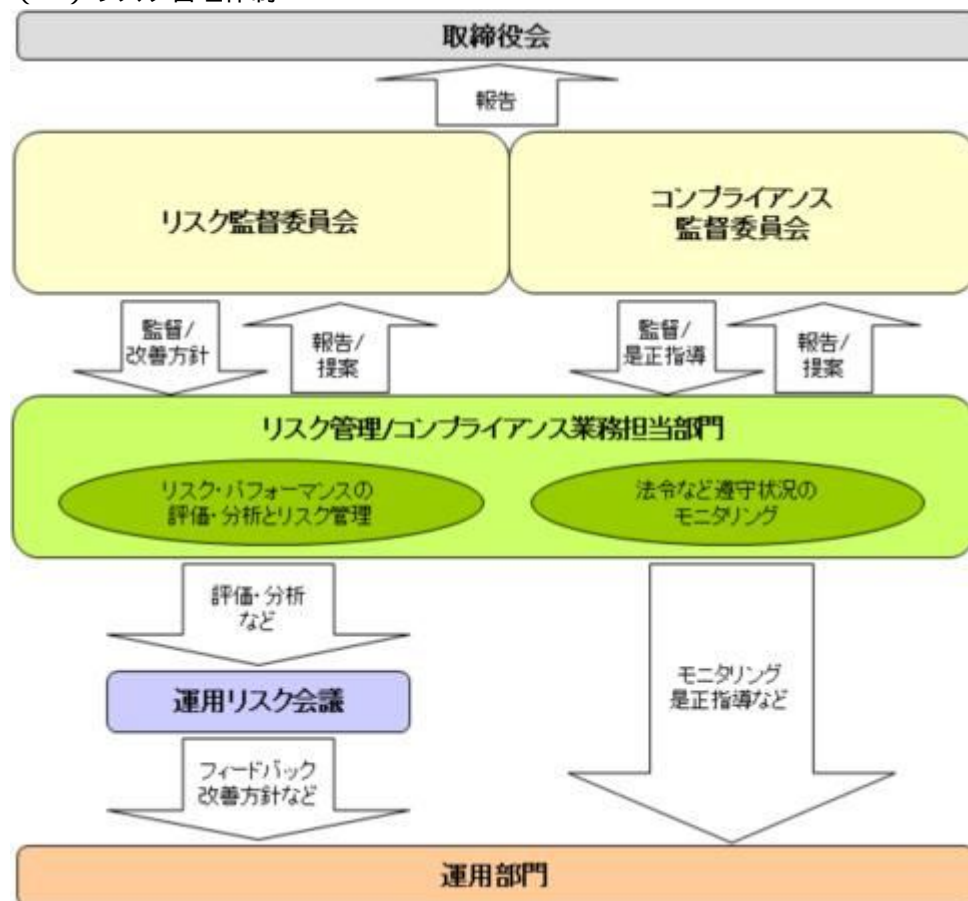 取締役会
報告
リスク監督委員会
コンプライアンス
監督委員会
監督/
改善方針
報告/
提案
監督/
是正指導
報告/
提案
リスク管理/コンプライアンス業務担当部門
リスク・パフォーマンスの
評価・分析とリスク管理
法令など遵守状況の
モニタリング
評価・分析
など
運用リスク会議
モニタリング
是正指導など
フィードバック
改善方針など
運用部門